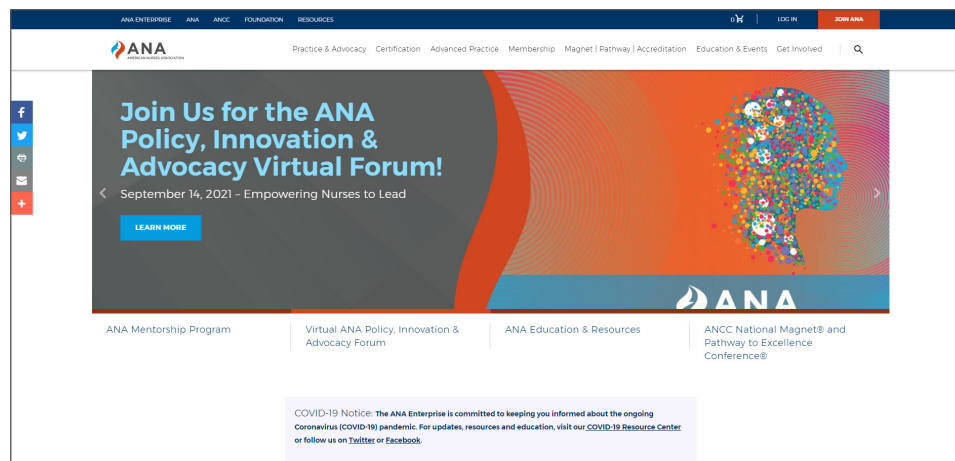 ANA ENTERPRISE ANA ANCC FOUNDATION RESOURCES 0 LOG IN JOIN ANA
ANA
AMERICAN NURSES ASSOCIATION
Practice & Advocacy Certification Advanced Practice Membership Magnet | Pathway | Accreditation Education & Events Get Involved
Join Us for the ANA
Policy, Innovation &
Advocacy Virtual Forum!
September 14, 2021 – Empowering Nurses to Lead
LEARN MORE
ANA
ANA Mentorship Program
Virtual ANA Policy, Innovation &
Advocacy Forum
ANA Education & Resources
ANCC National Magnet® and
Pathway to Excellence
Conference®
COVID-19 Notice: The ANA Enterprise is committed to keeping you informed about the ongoing
Coronavirus (COVID-19) pandemic. For updates, resources and education, visit our COVID-19 Resource Center
or follow us on Twitter or Facebook.